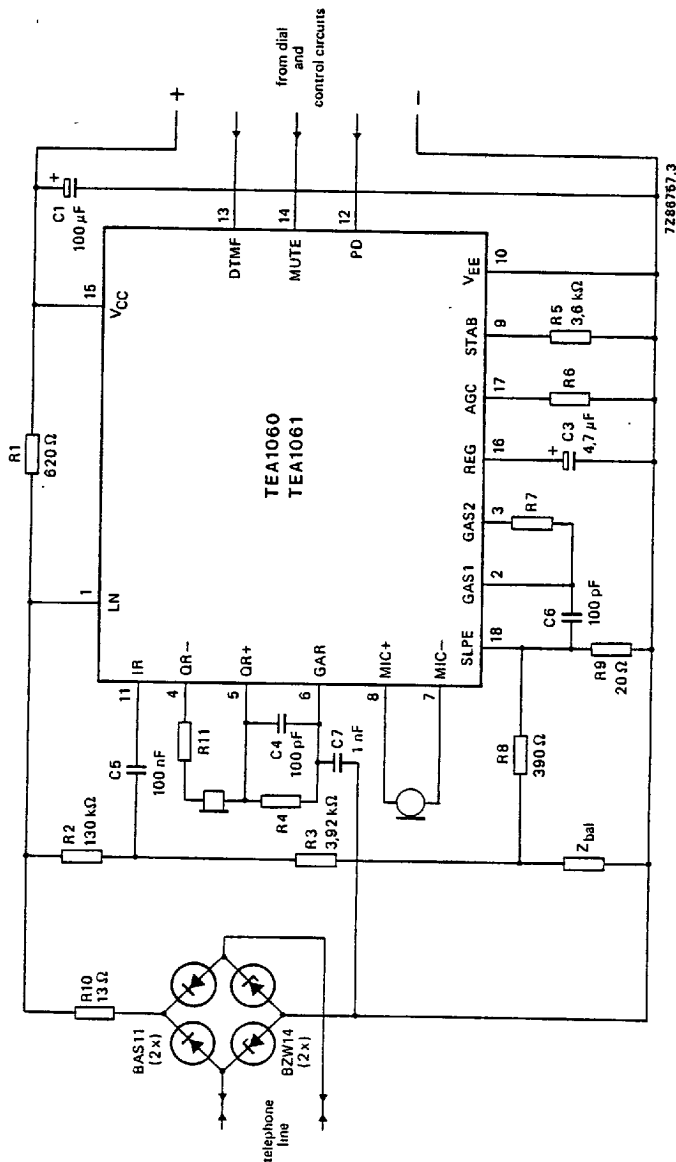 R1
620 Ω
C1
100 μF
+
+
from dial
and
control circuits
−
R10
13 Ω
R2
130 kΩ
C5
100 nF
1
LN
15
VCC
13
DTMF
14
MUTE
12
PD
11
IR
4
QR−
5
QR+
6
GAR
8
MIC+
7
MIC−
TEA1060
TEA1061
BAS11
(2x)
BZW14
(2x)
R11
C4
100 pF
R4
C7
1 nF
R3
3,92 kΩ
SLPE
18
GAS1
2
GAS2
3
REG
16
AGC
17
STAB
9
VEE
10
C6
100 pF
R7
+
C3
4,7 μF
R6
R5
3,6 kΩ
R8
390 Ω
R9
20 Ω
Zbal
telephone
line
7Z86757.3